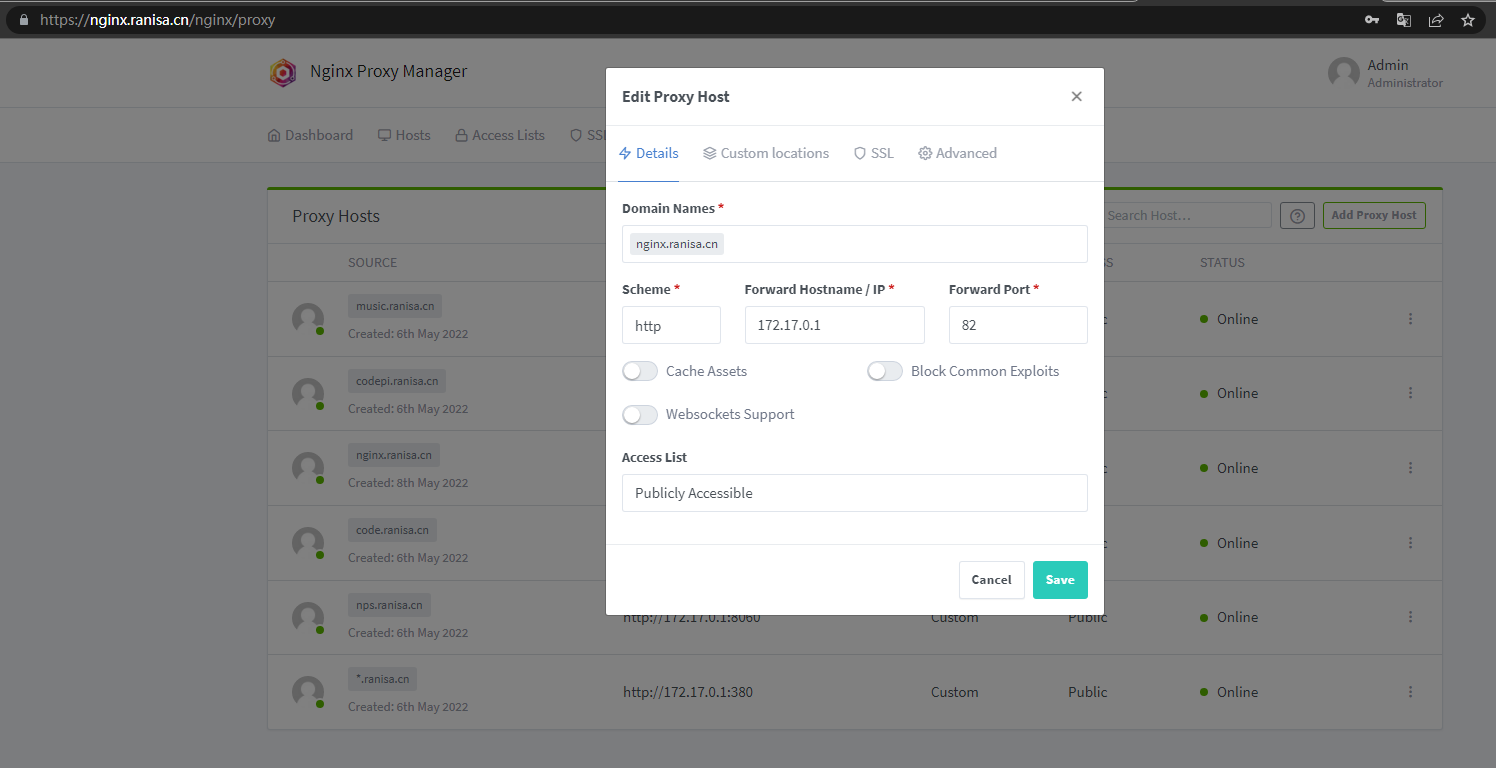 https://nginx.ranisa.cn/nginx/proxy
Nginx Proxy Manager
Admin
Administrator
Dashboard
Hosts
Access Lists
SSL
Proxy Hosts
Search Host…
Add Proxy Host
SOURCE
STATUS
music.ranisa.cn
Created: 6th May 2022
Online
codepi.ranisa.cn
Created: 6th May 2022
Online
nginx.ranisa.cn
Created: 8th May 2022
Online
code.ranisa.cn
Created: 6th May 2022
Online
nps.ranisa.cn
Created: 6th May 2022
http://172.17.0.1:8060
Custom
Public
Online
*.ranisa.cn
Created: 6th May 2022
http://172.17.0.1:380
Custom
Public
Online
Edit Proxy Host
Details
Custom locations
SSL
Advanced
Domain Names *
nginx.ranisa.cn
Scheme * Forward Hostname / IP * Forward Port *
http 172.17.0.1 82
Cache Assets
Block Common Exploits
Websockets Support
Access List
Publicly Accessible
Cancel
Save